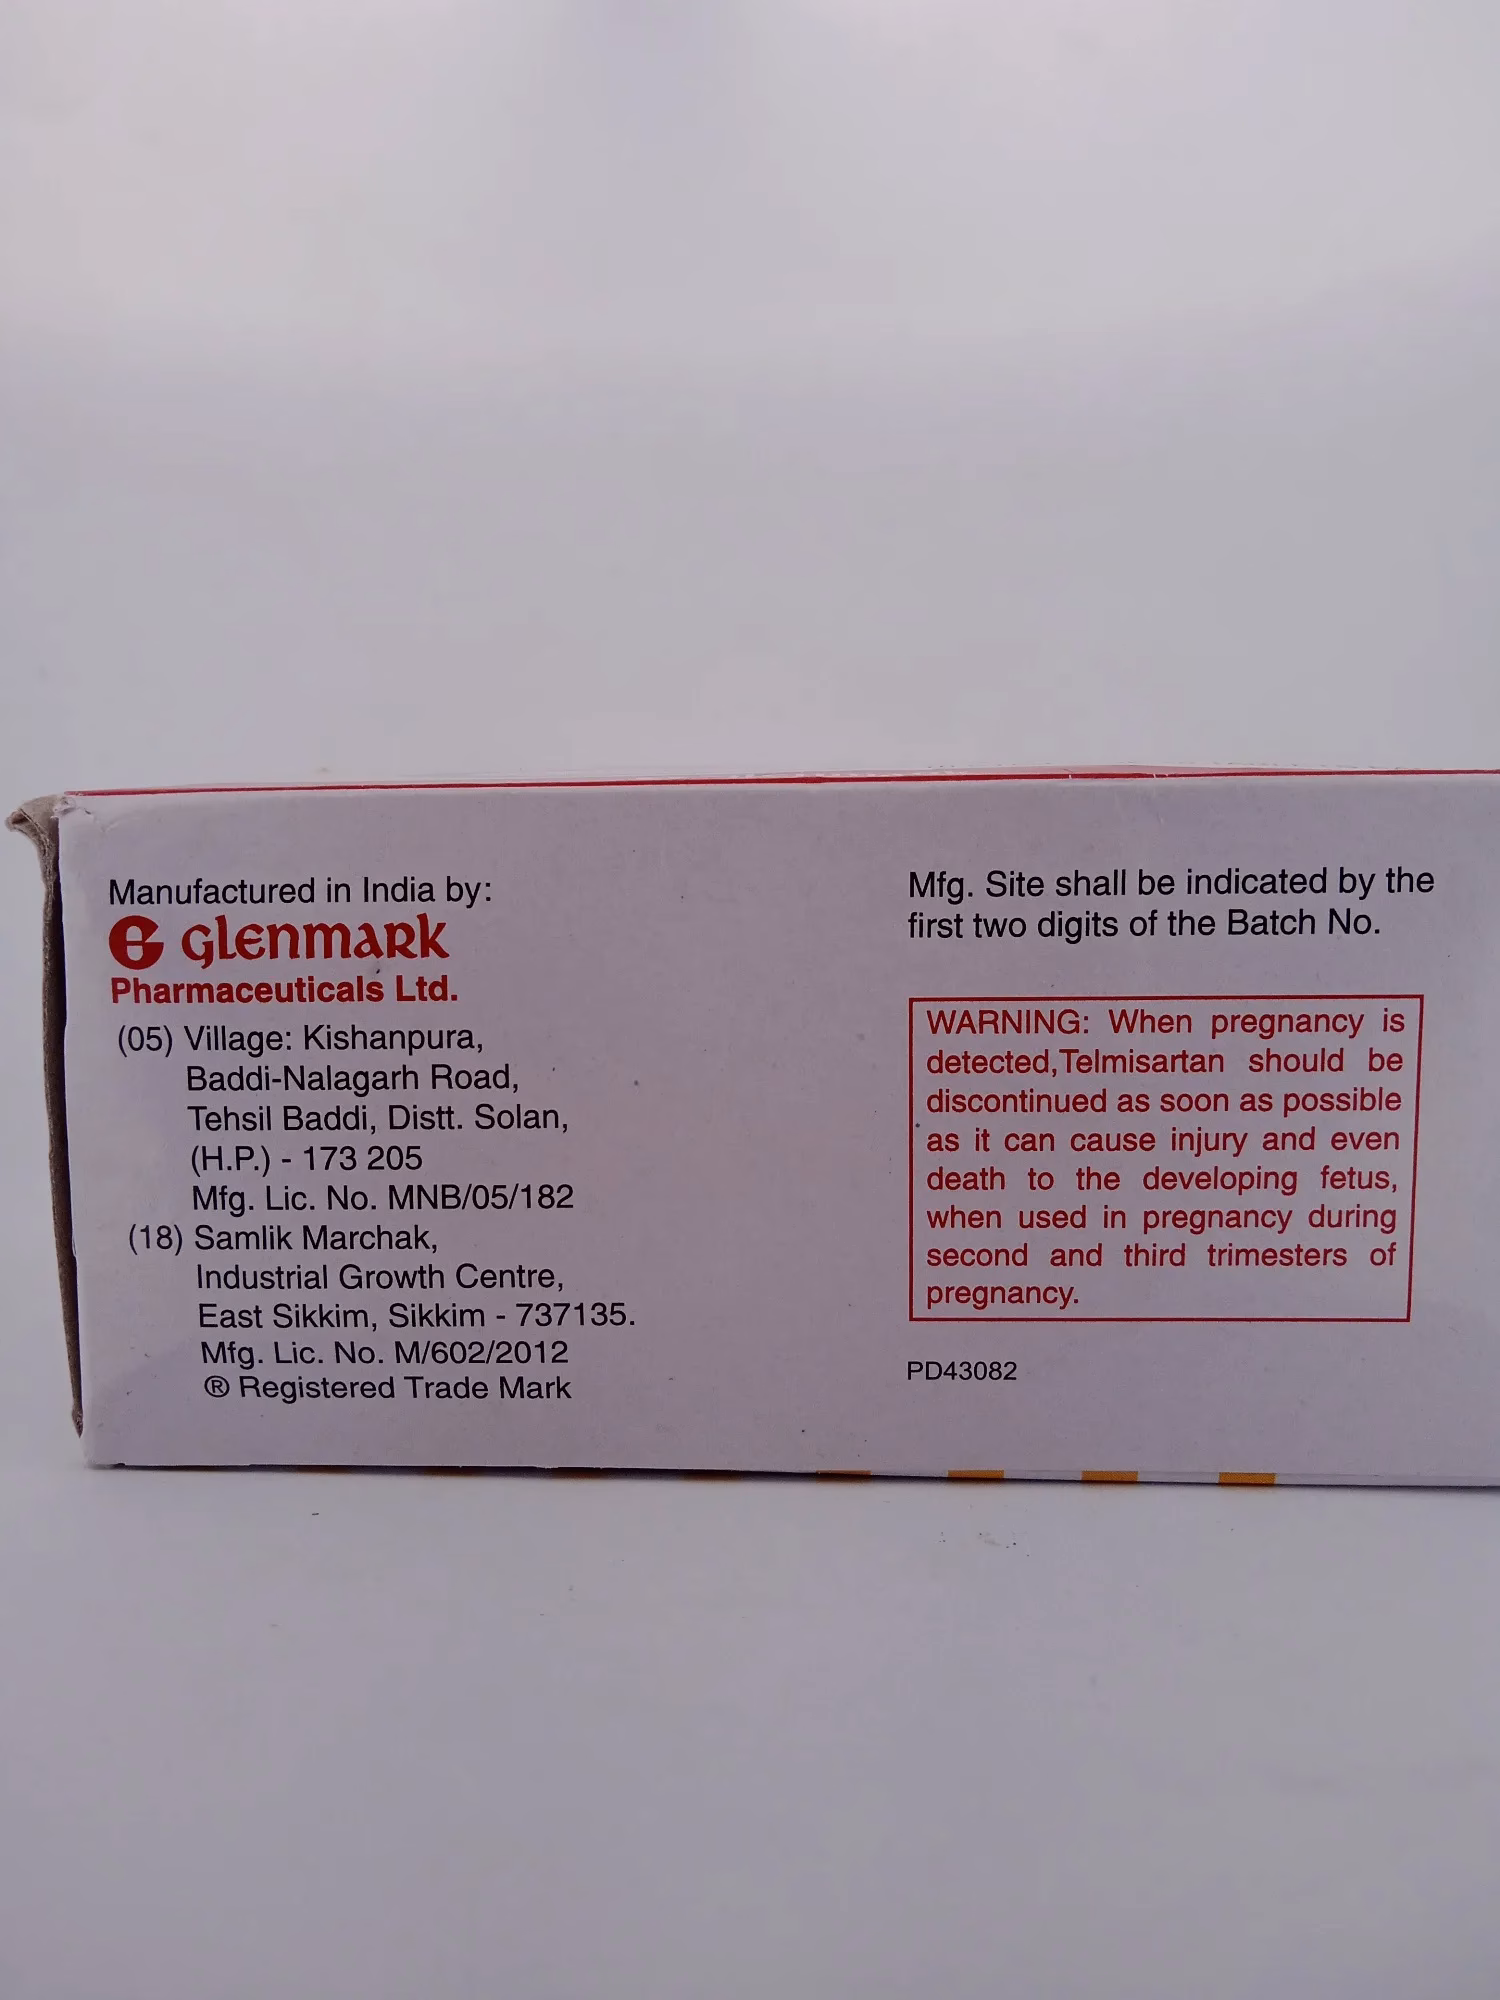 Manufactured in India by:
glenmark
Pharmaceuticals Ltd.
(05) Village: Kishanpura,
Baddi-Nalagarh Road,
Tehsil Baddi, Distt. Solan,
(H.P.) - 173 205
Mfg. Lic. No. MNB/05/182
(18) Samlik Marchak,
Industrial Growth Centre,
East Sikkim, Sikkim - 737135.
Mfg. Lic. No. M/602/2012
® Registered Trade Mark
Mfg. Site shall be indicated by the
first two digits of the Batch No.
WARNING: When pregnancy is
detected,Telmisartan should be
discontinued as soon as possible
as it can cause injury and even
death to the developing fetus,
when used in pregnancy during
second and third trimesters of
pregnancy.
PD43082